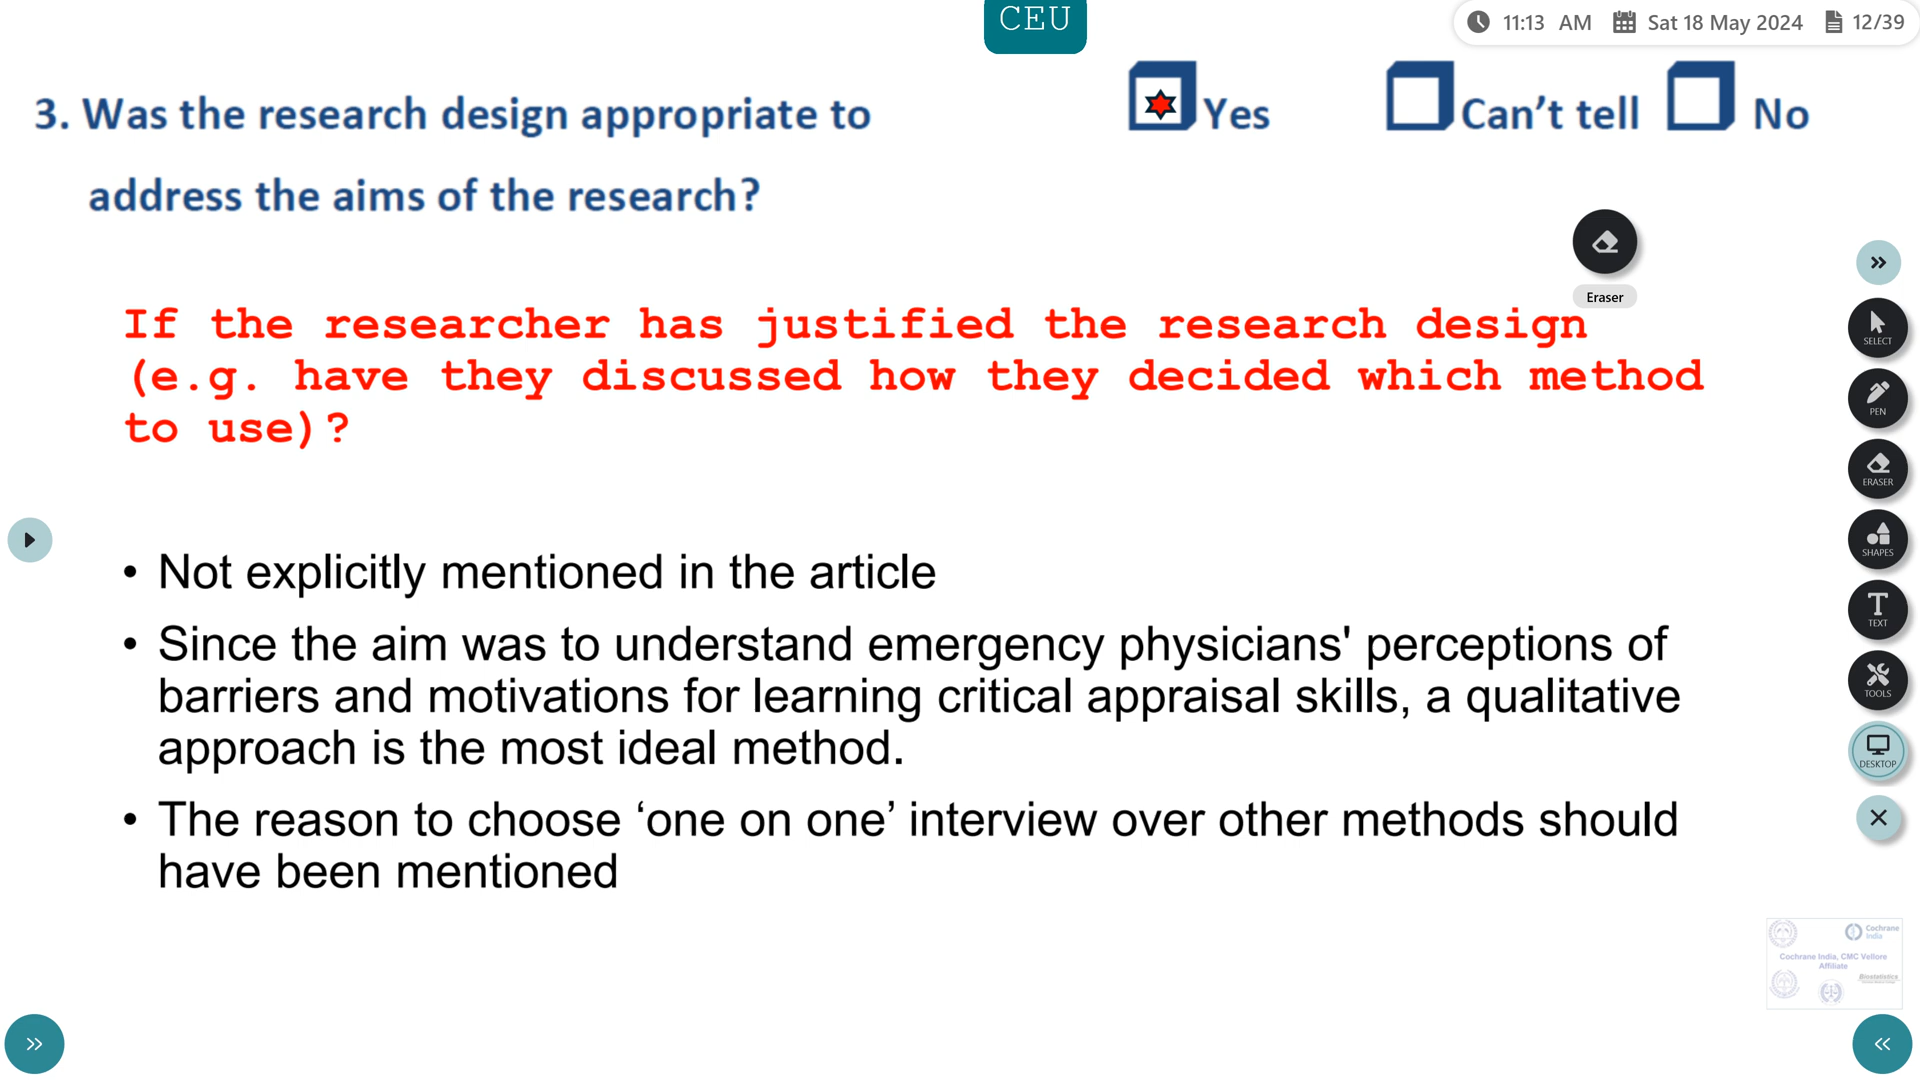 CEU
11:13 AM Sat 18 May 2024 12/39
3. Was the research design appropriate to
address the aims of the research?
Yes Can't tell No
Eraser
If the researcher has justified the research design
(e.g. have they discussed how they decided which method
to use)?
• Not explicitly mentioned in the article
• Since the aim was to understand emergency physicians' perceptions of
barriers and motivations for learning critical appraisal skills, a qualitative
approach is the most ideal method.
• The reason to choose ‘one on one’ interview over other methods should
have been mentioned
SELECT
PEN
ERASER
SHAPES
TEXT
TOOLS
DESKTOP
Cochrane
India
Cochrane India, CMC Vellore
Affiliate
Biostatistics